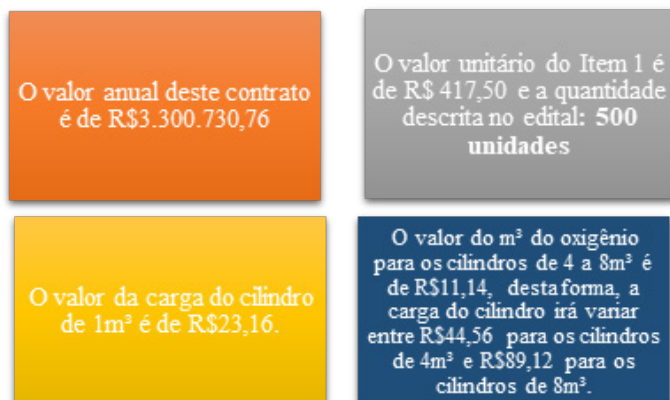 O valor anual deste contrato
é de R$3.300.730,76
O valor unitário do Item 1 é
de R$ 417,50 e a quantidade
descrita no edital: 500
unidades
O valor da carga do cilindro
de 1m³ é de R$23,16.
O valor do m³ do oxigênio
para os cilindros de 4 a 8m³ é
de R$11,14, desta forma, a
carga do cilindro irá variar
entre R$44,56 para os cilindros
de 4m³ e R$89,12 para os
cilindros de 8m³.